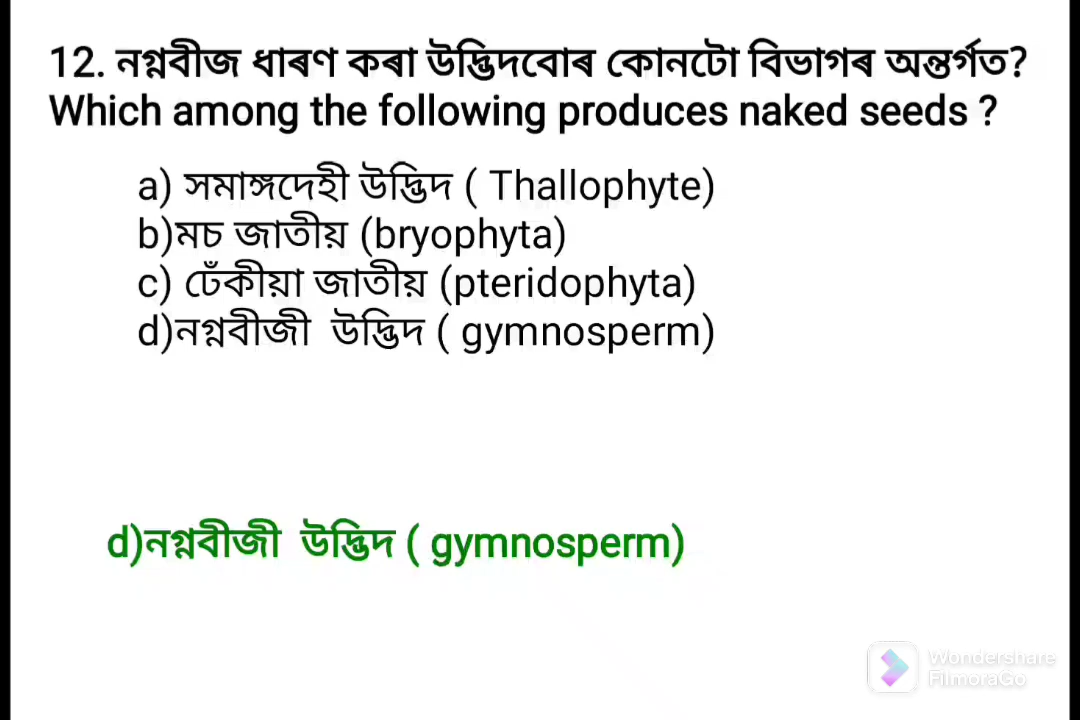 12. নগ্নবীজ ধাৰণ কৰা উদ্ভিদবোৰ কোনটো বিভাগৰ অন্তৰ্গত?
Which among the following produces naked seeds ?
a) সমাঙ্গদেহী উদ্ভিদ ( Thallophyte)
b)মচ জাতীয় (bryophyta)
c) ঢেঁকীয়া জাতীয় (pteridophyta)
d)নগ্নবীজী উদ্ভিদ ( gymnosperm)
d)নগ্নবীজী উদ্ভিদ ( gymnosperm)
Wondershare
FilmoraGo